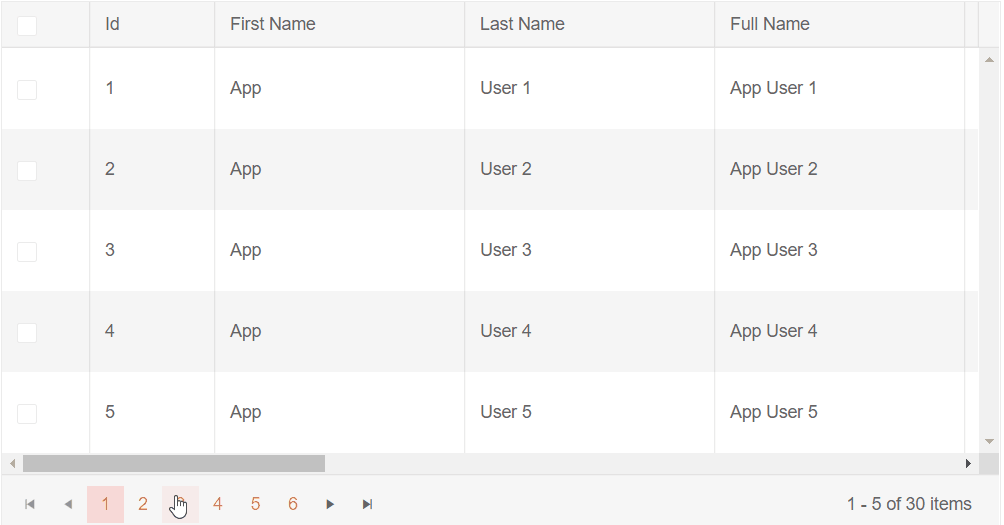 Id First Name Last Name Full Name
1 App User 1 App User 1
2 App User 2 App User 2
3 App User 3 App User 3
4 App User 4 App User 4
5 App User 5 App User 5
1 2 4 5 6 1 - 5 of 30 items